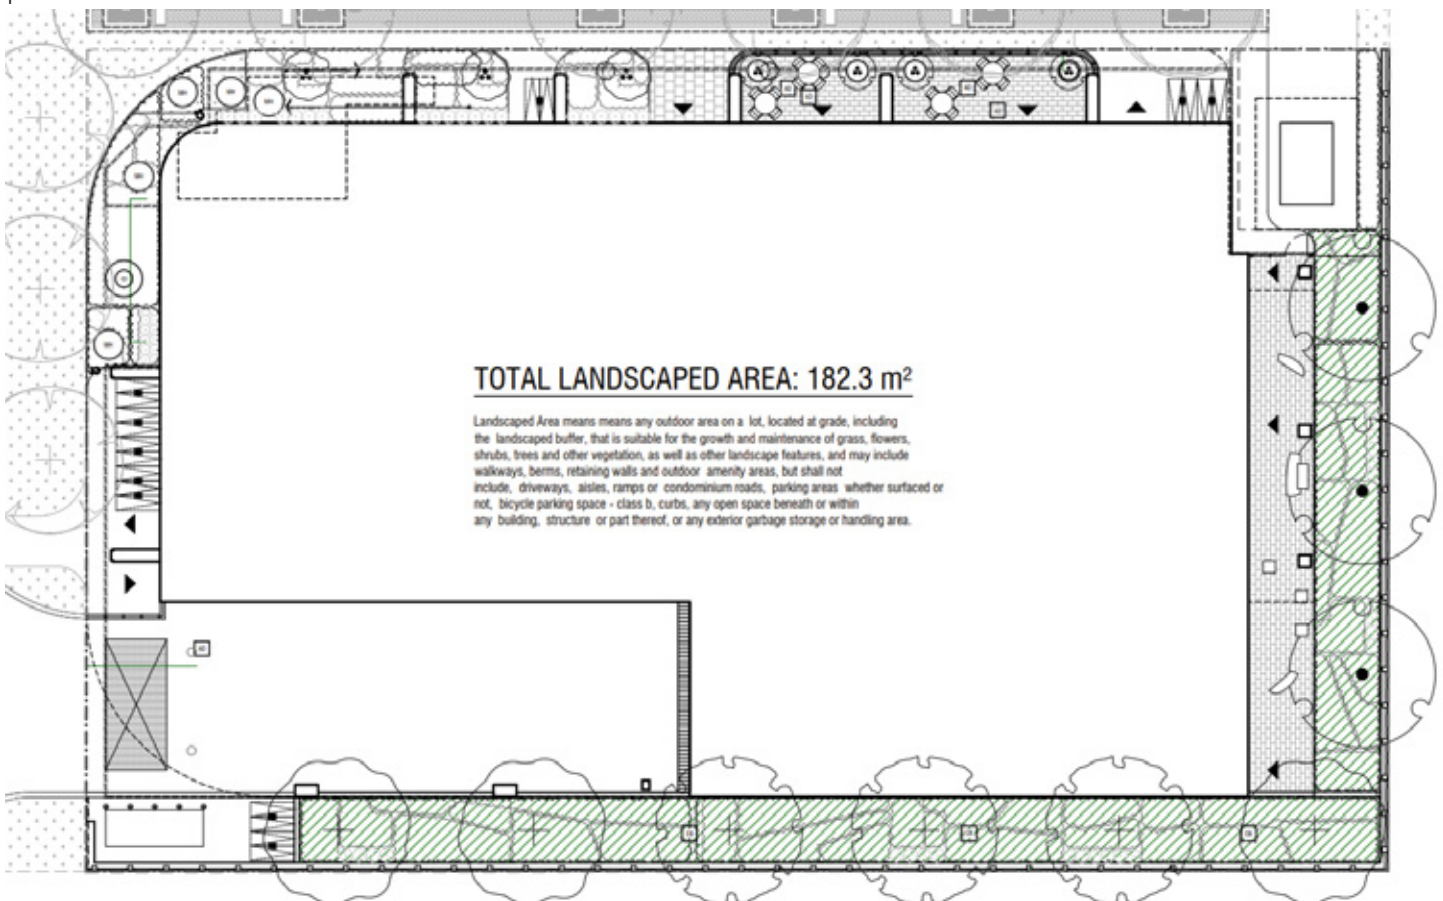 TOTAL LANDSCAPED AREA: 182.3 m²
Landscaped Area means means any outdoor area on a lot, located at grade, including
the landscaped buffer, that is suitable for the growth and maintenance of grass, flowers,
shrubs, trees and other vegetation, as well as other landscape features, and may include
walkways, berms, retaining walls and outdoor amenity areas, but shall not
include, driveways, aisles, ramps or condominium roads, parking areas whether surfaced or
not, bicycle parking space - class b, curbs, any open space beneath or within
any building, structure or part thereof, or any exterior garbage storage or handling area.